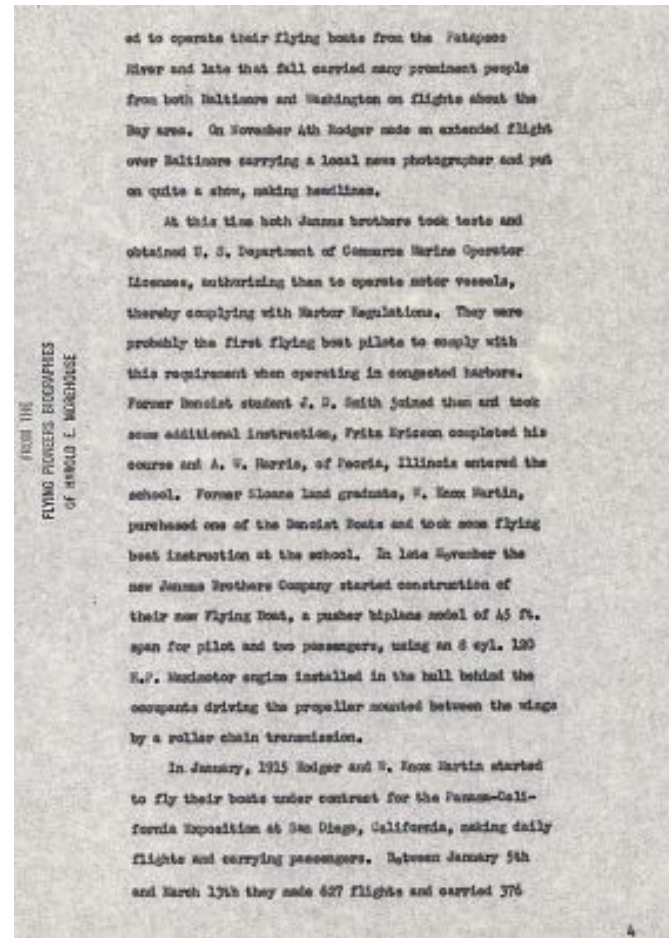 ed to operate their flying boats from the Patapsco
River and late that fall carried many prominent people
from both Baltimore and Washington on flights about the
Bay area. On November 4th Rodger made an extended flight
over Baltimore carrying a local news photographer and put
on quite a show, making headlines.
At this time both Jannus brothers took tests and
obtained U. S. Department of Commerce Marine Operator
Licenses, authorizing them to operate motor vessels,
thereby complying with Harbor Regulations. They were
probably the first flying boat pilots to comply with
this requirement when operating in congested harbors.
Former Benoist student J. D. Smith joined them and took
some additional instruction, Fritz Ericson completed his
course and A. W. Harris, of Peoria, Illinois entered the
school. Former Sloane land graduate, W. Knox Martin,
purchased one of the Benoist Boats and took some flying
boat instruction at the school. In late November the
new Jannus Brothers Company started construction of
their new Flying Boat, a pusher biplane model of 45 ft.
span for pilot and two passengers, using an 8 cyl. 120
H.P. Maximotor engine installed in the hull behind the
occupants driving the propeller mounted between the wings
by a roller chain transmission.
In January, 1915 Rodger and W. Knox Martin started
to fly their boats under contract for the Panama-Cali-
fornia Exposition at San Diego, California, making daily
flights and carrying passengers. Between January 5th
and March 13th they made 627 flights and carried 376
4
FROM THE
FLYING PIONEERS BIOGRAPHIES
OF HAROLD E. MOREHOUSE